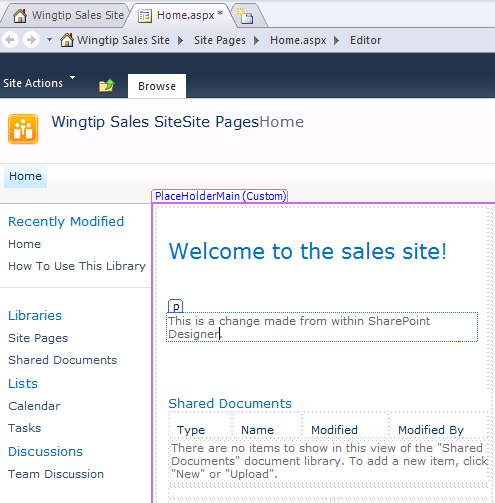 Wingtip Sales Site
Home.aspx *
Wingtip Sales Site Site Pages Home.aspx Editor
Site Actions
Browse
Wingtip Sales SiteSite PagesHome
Home
PlaceHolderMain (Custom)
Recently Modified
Home
How To Use This Library
Libraries
Site Pages
Shared Documents
Lists
Calendar
Tasks
Discussions
Team Discussion
Welcome to the sales site!
p
This is a change made from within SharePoint
Designer.
Shared Documents
Type Name Modified Modified By
There are no items to show in this view of the "Shared
Documents" document library. To add a new item, click
"New" or "Upload".